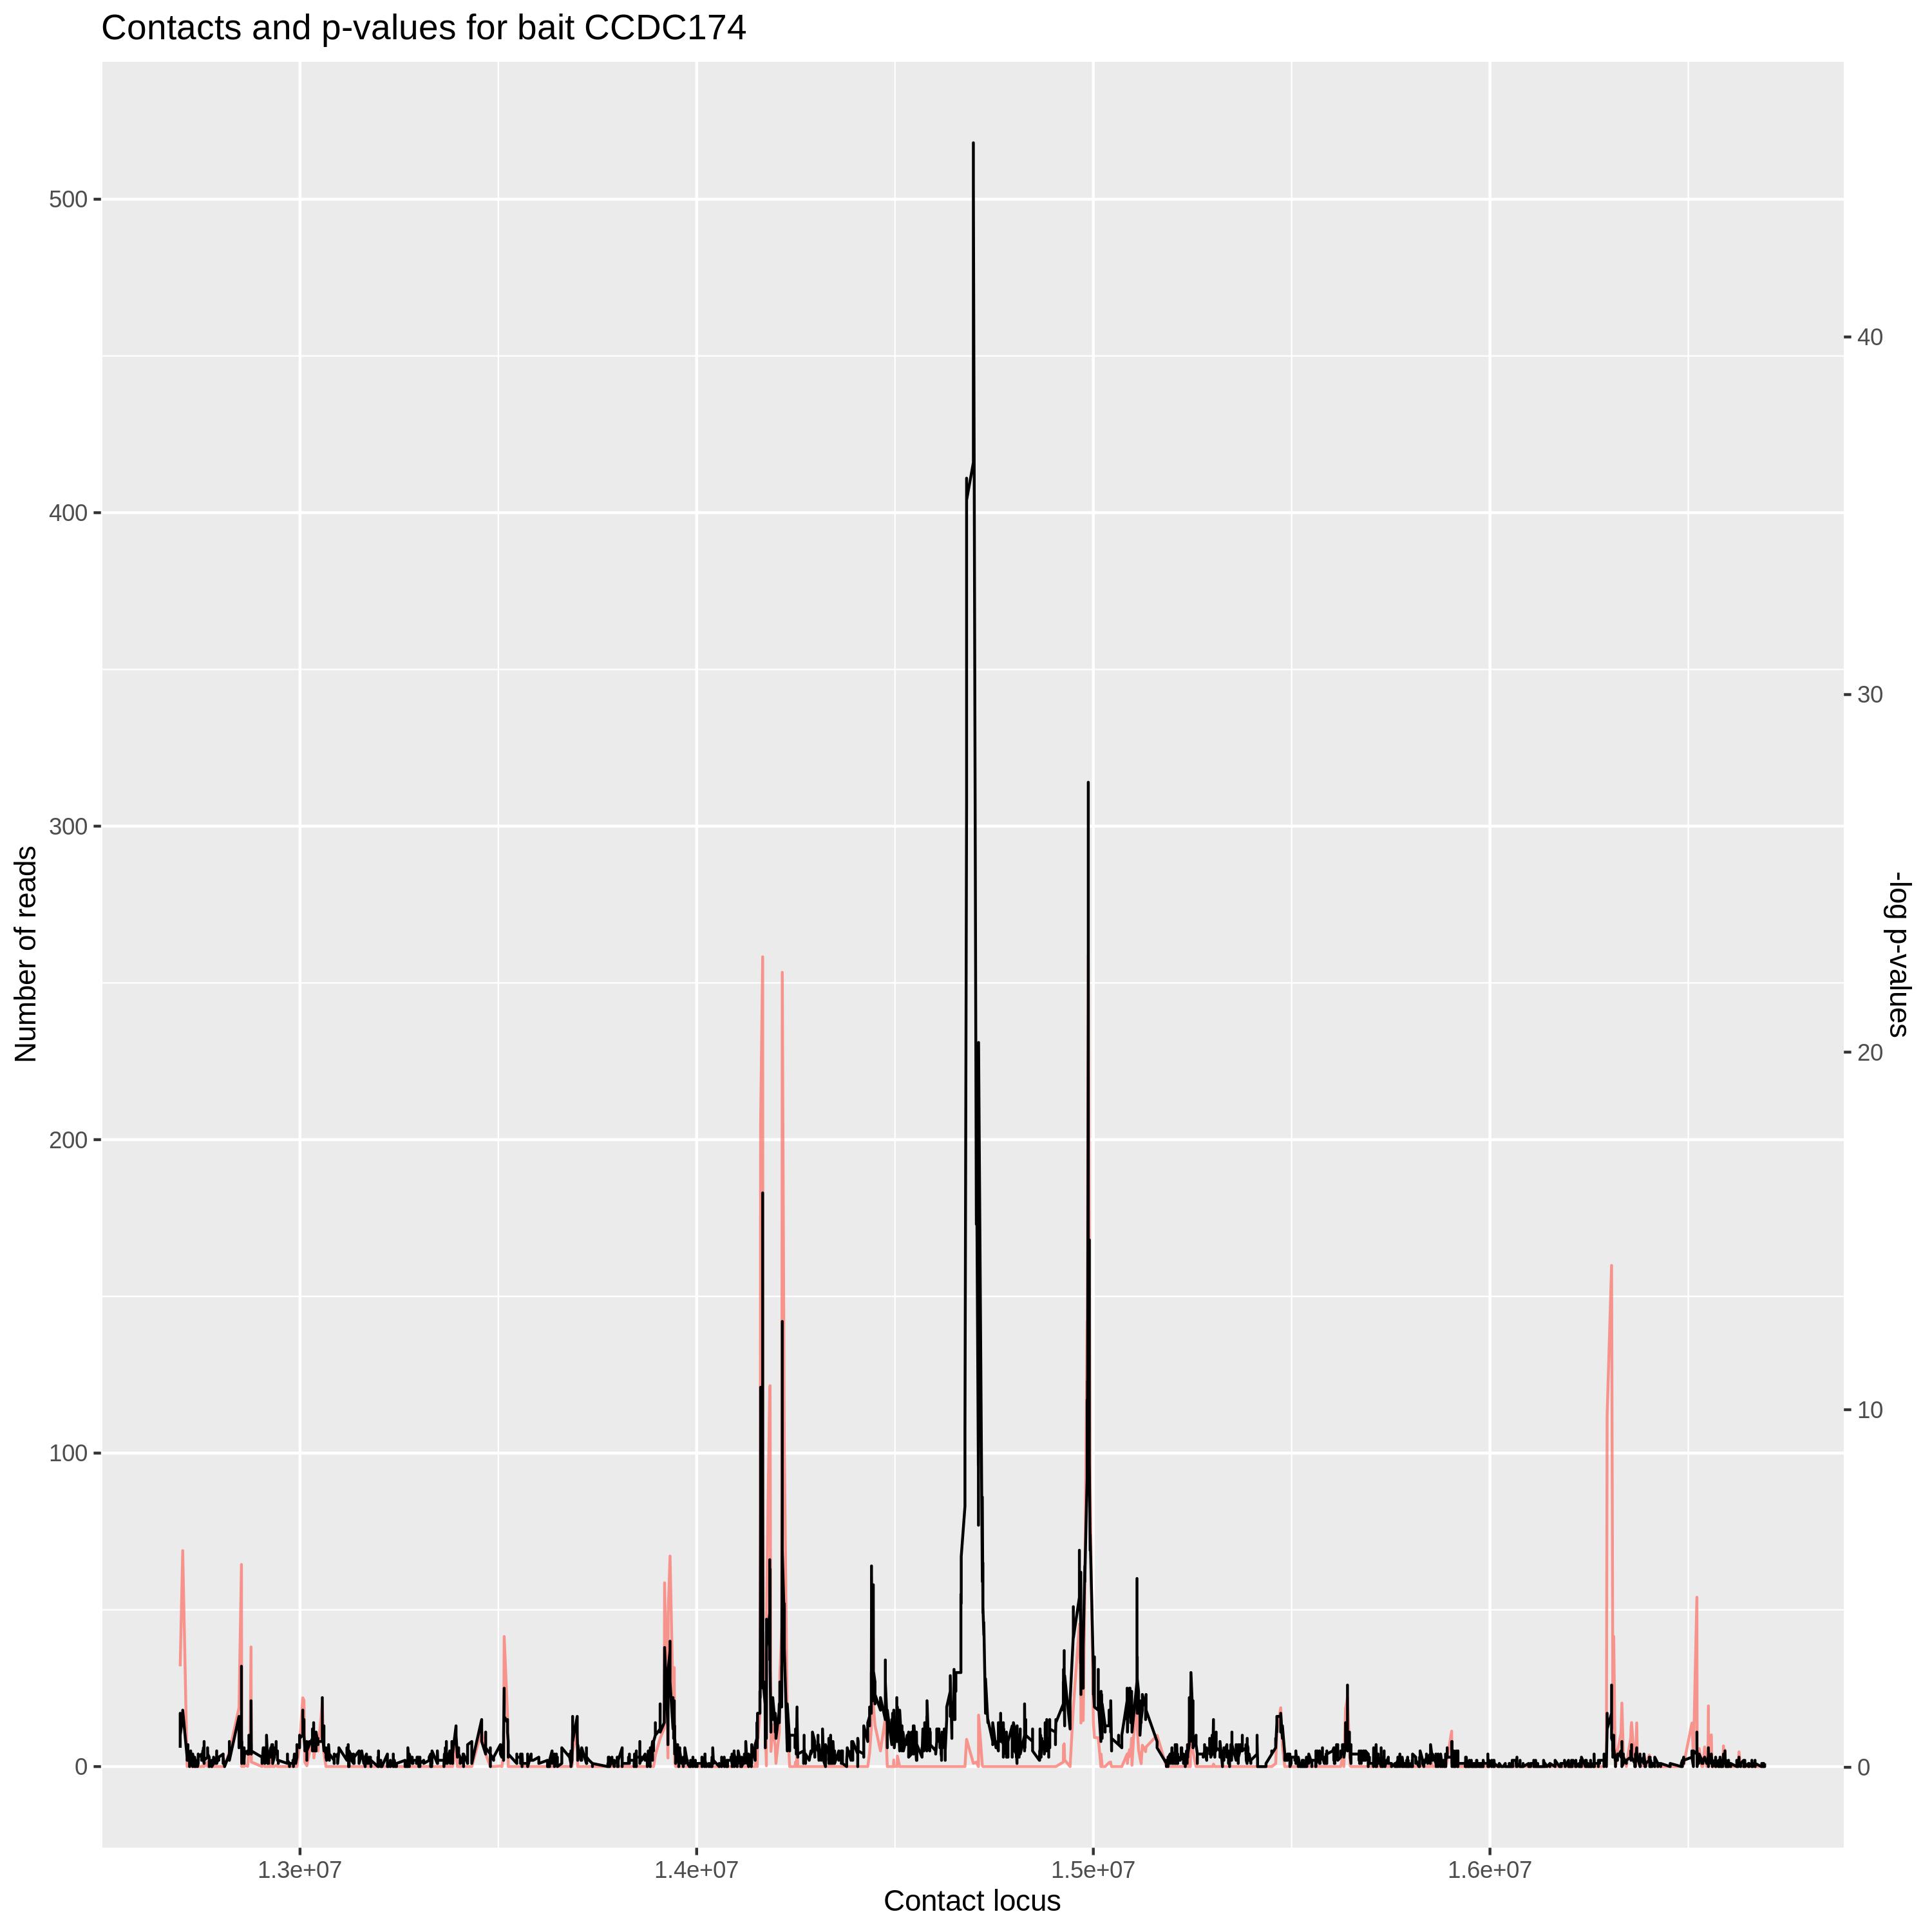 Contacts and p-values for bait CCDC174
500
400
300
200
100
0
Number of reads
40
30
20
10
0
-log p-values
1.3e+07
1.4e+07
1.5e+07
1.6e+07
Contact locus